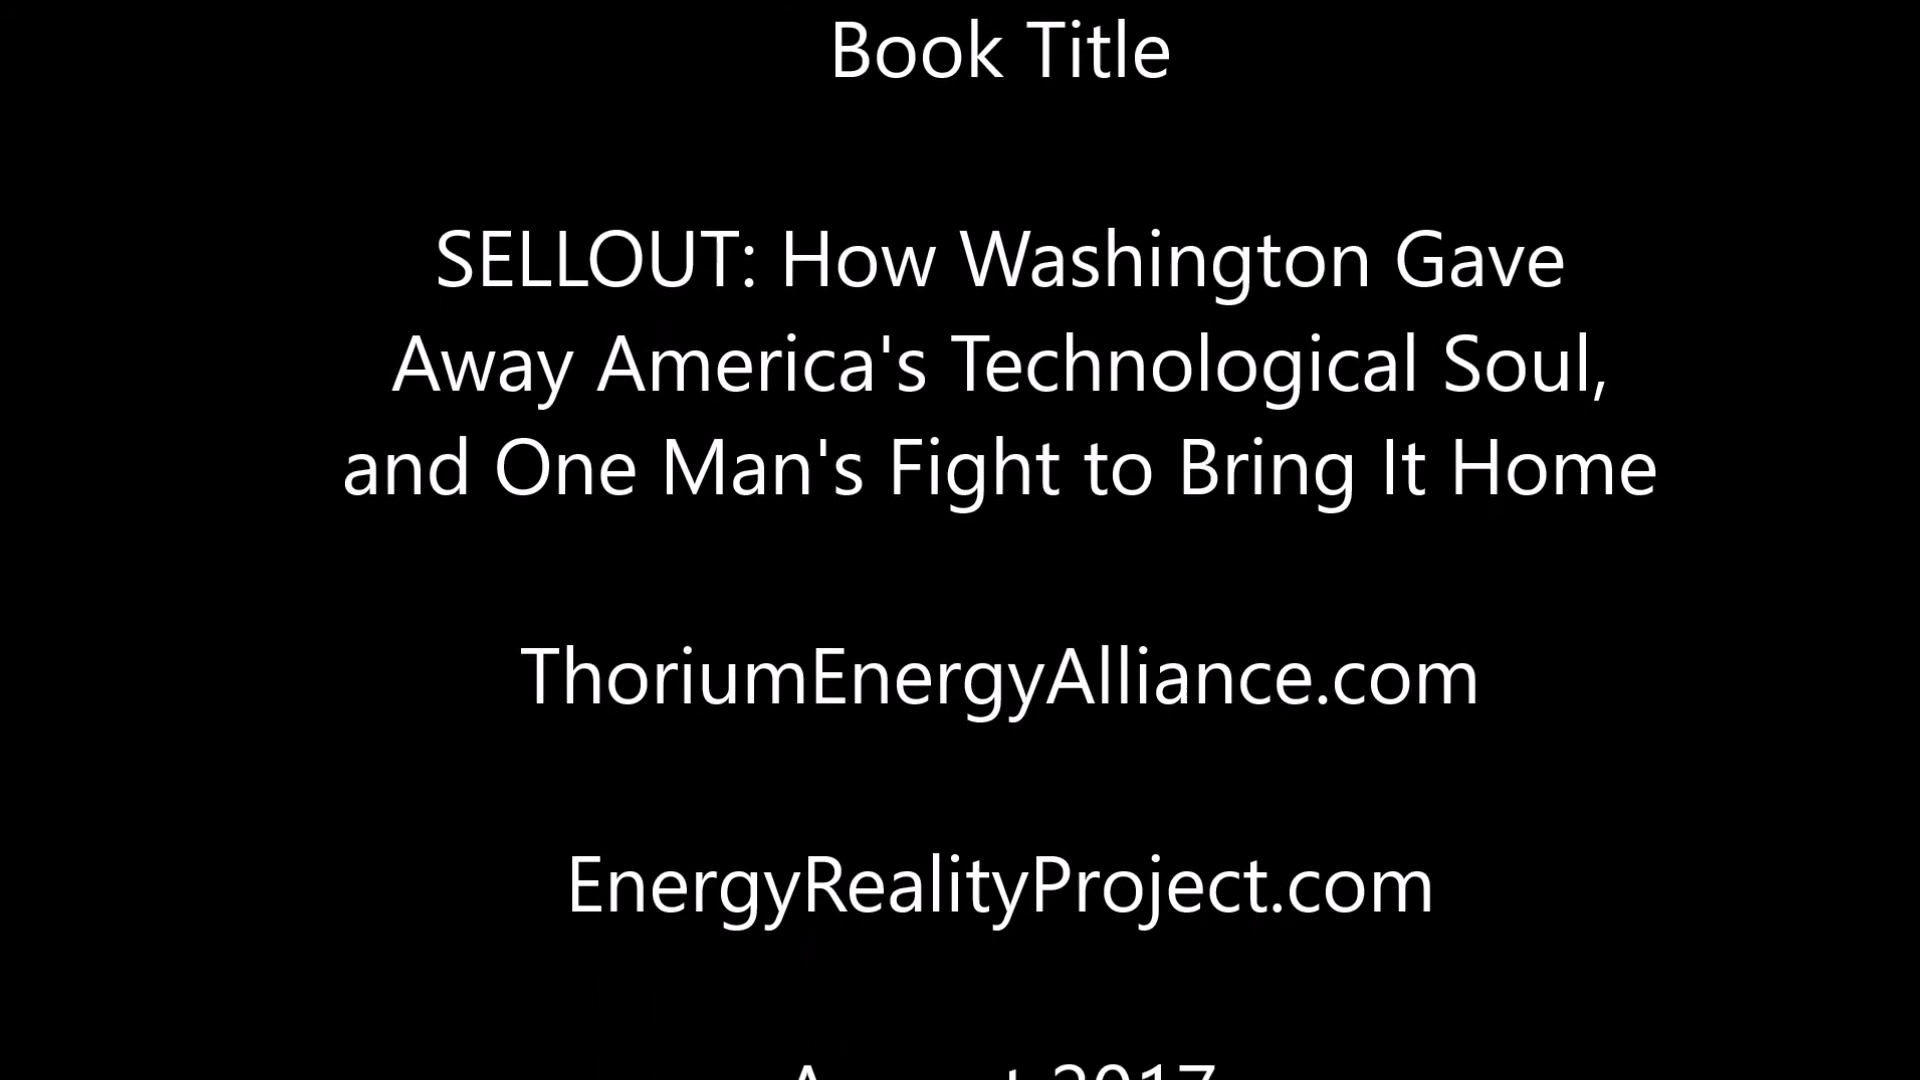 Book Title
SELLOUT: How Washington Gave
Away America's Technological Soul,
and One Man's Fight to Bring It Home
ThoriumEnergyAlliance.com
EnergyRealityProject.com
2017